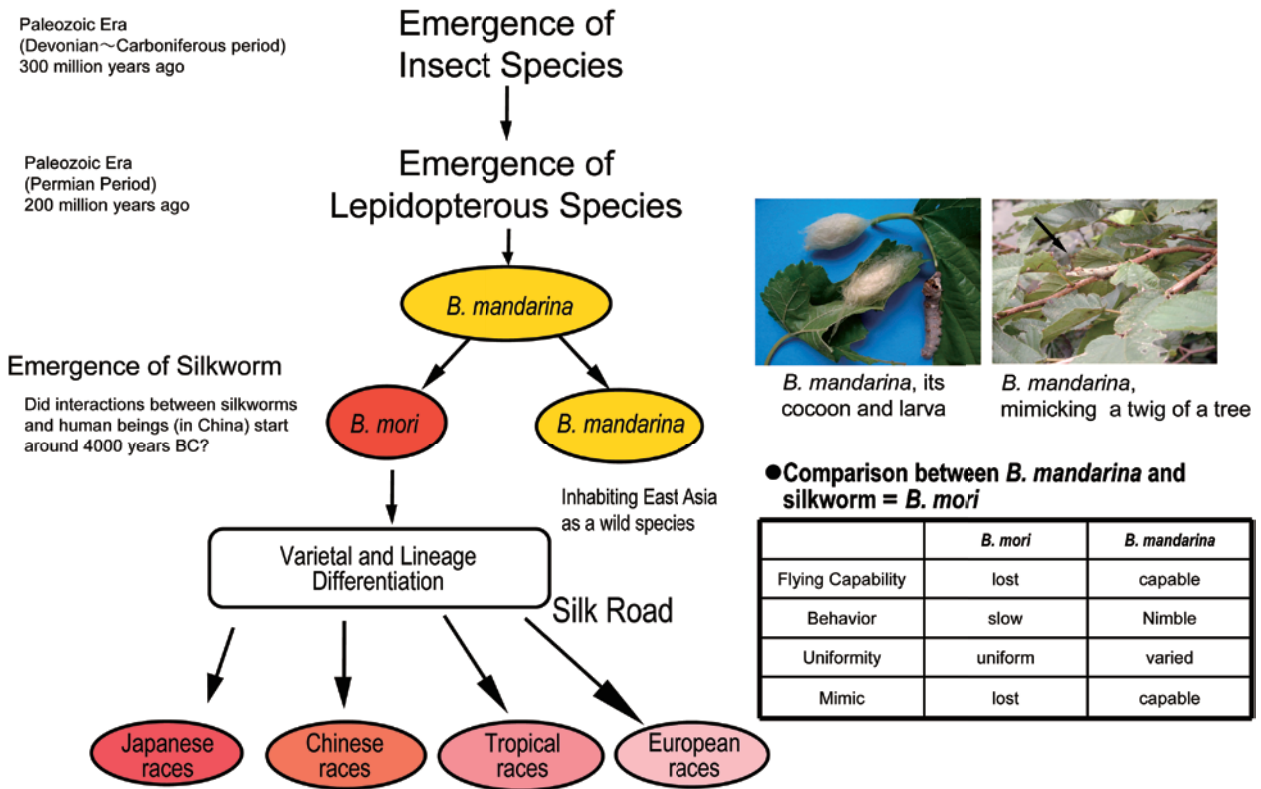 Paleozoic Era
(Devonian～Carboniferous period)
300 million years ago
Emergence of
Insect Species
Paleozoic Era
(Permian Period)
200 million years ago
Emergence of
Lepidopterous Species
B. mandarina
Emergence of Silkworm
Did interactions between silkworms
and human beings (in China) start
around 4000 years BC?
B. mori
B. mandarina
Inhabiting East Asia
as a wild species
Varietal and Lineage
Differentiation
Silk Road
Japanese
races
Chinese
races
Tropical
races
European
races
B. mandarina, its
cocoon and larva
B. mandarina,
mimicking a twig of a tree
●Comparison between B. mandarina and
silkworm = B. mori
B. mori B. mandarina
Flying Capability lost capable
Behavior slow Nimble
Uniformity uniform varied
Mimic lost capable